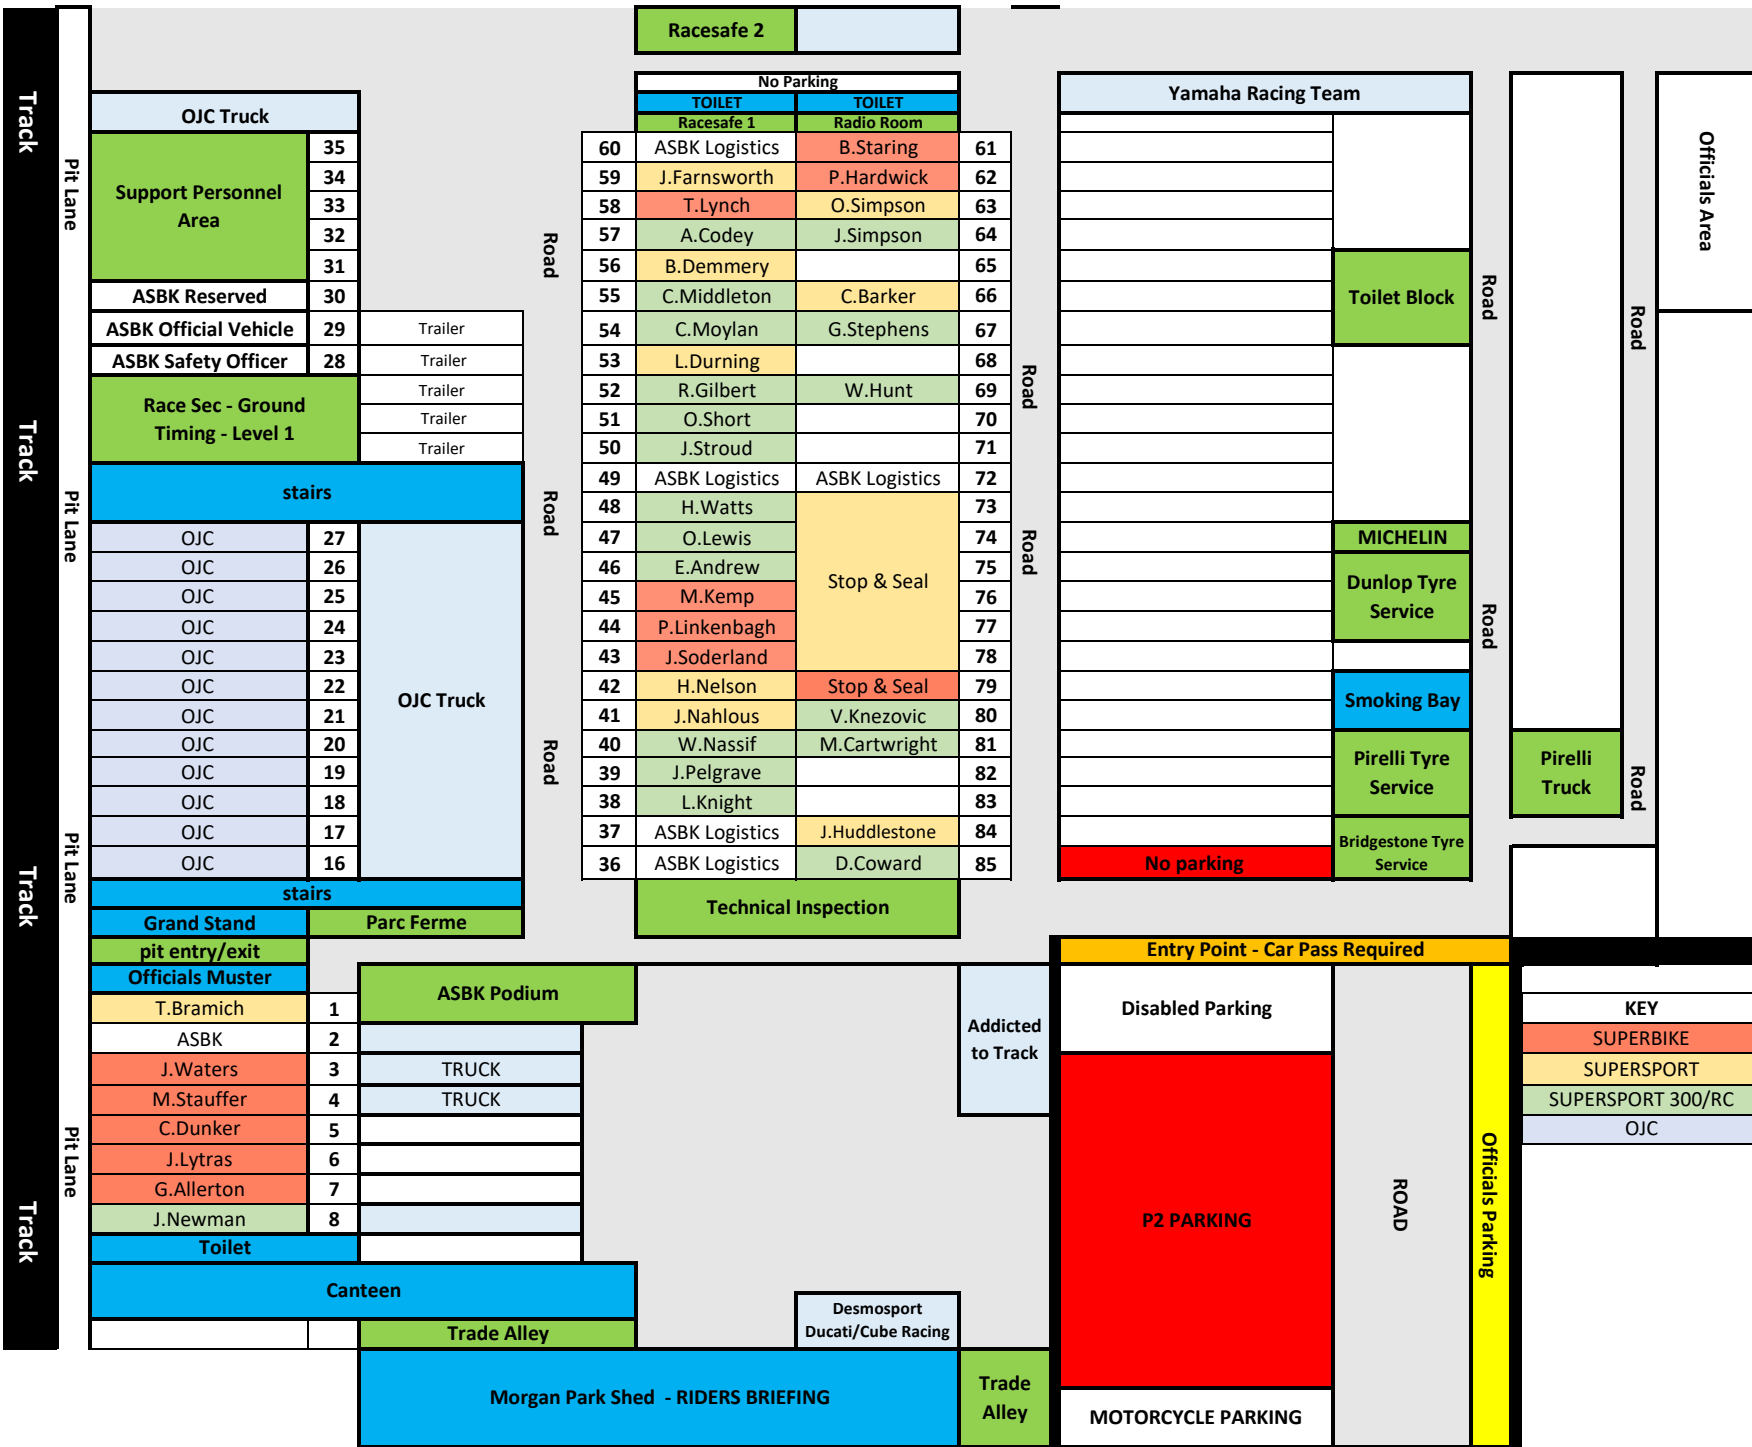 Racesafe 2
No Parking
TOILET TOILET
Racesafe 1 Radio Room
Yamaha Racing Team
OJC Truck
Support Personnel
Area
35
34
33
32
31
ASBK Reserved 30
ASBK Official Vehicle 29 Trailer
ASBK Safety Officer 28 Trailer
Race Sec - Ground
Timing - Level 1
Trailer
Trailer
Trailer
stairs
OJC 27
OJC 26
OJC 25
OJC 24
OJC 23
OJC 22
OJC 21
OJC 20
OJC 19
OJC 18
OJC 17
OJC 16
OJC Truck
stairs
Grand Stand Parc Ferme
pit entry/exit
Officials Muster
T.Bramich 1
ASBK 2
J.Waters 3 TRUCK
M.Stauffer 4 TRUCK
C.Dunker 5
J.Lytras 6
G.Allerton 7
J.Newman 8
Toilet
Canteen
Trade Alley
ASBK Podium
Track
Track
Track
Track
Pit Lane
Pit Lane
Pit Lane
Pit Lane
Road
Road
Road
60 ASBK Logistics B.Staring 61
59 J.Farnsworth P.Hardwick 62
58 T.Lynch O.Simpson 63
57 A.Codey J.Simpson 64
56 B.Demmery 65
55 C.Middleton C.Barker 66
54 C.Moylan G.Stephens 67
53 L.Durning 68
52 R.Gilbert W.Hunt 69
51 O.Short 70
50 J.Stroud 71
49 ASBK Logistics ASBK Logistics 72
48 H.Watts 73
47 O.Lewis 74
46 E.Andrew 75
Stop & Seal
45 M.Kemp 76
44 P.Linkenbagh 77
43 J.Soderland 78
42 H.Nelson Stop & Seal 79
41 J.Nahlous V.Knezovic 80
40 W.Nassif M.Cartwright 81
39 J.Pelgrave 82
38 L.Knight 83
37 ASBK Logistics J.Huddlestone 84
36 ASBK Logistics D.Coward 85
Technical Inspection
Road
Road
Toilet Block
MICHELIN
Dunlop Tyre
Service
Smoking Bay
Pirelli Tyre
Service
Bridgestone Tyre
Service
No parking
Road
Road
Pirelli
Truck
Road
Road
Officials Area
Entry Point - Car Pass Required
Addicted
to Track
Disabled Parking
P2 PARKING
MOTORCYCLE PARKING
ROAD
Officials Parking
KEY
SUPERBIKE
SUPERSPORT
SUPERSPORT 300/RC
OJC
Desmosport
Ducati/Cube Racing
Morgan Park Shed - RIDERS BRIEFING
Trade
Alley